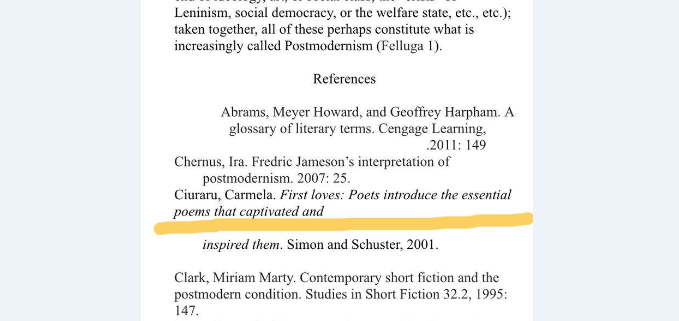 Leninism, social democracy, or the welfare state, etc., etc.);
taken together, all of these perhaps constitute what is
increasingly called Postmodernism (Felluga 1).
References
Abrams, Meyer Howard, and Geoffrey Harpham. A
glossary of literary terms. Cengage Learning,
.2011: 149
Chernus, Ira. Fredric Jameson’s interpretation of
postmodernism. 2007: 25.
Ciuraru, Carmela. First loves: Poets introduce the essential
poems that captivated and
inspired them. Simon and Schuster, 2001.
Clark, Miriam Marty. Contemporary short fiction and the
postmodern condition. Studies in Short Fiction 32.2, 1995:
147.